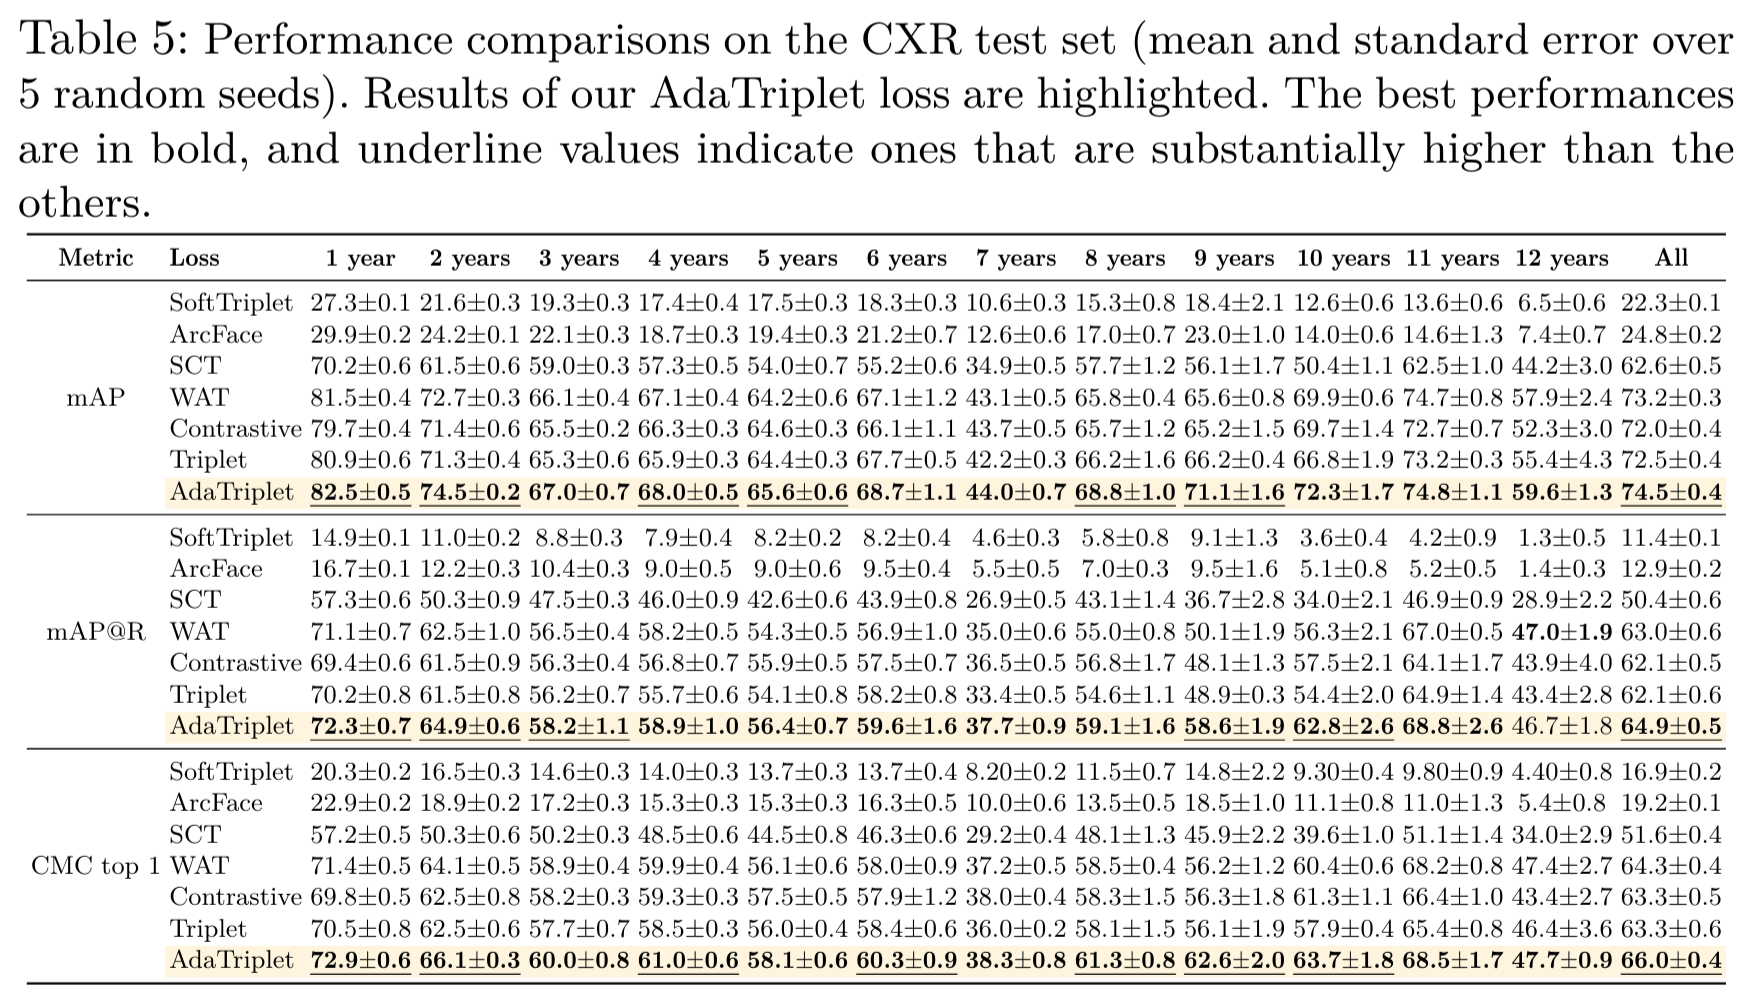 Table 5: Performance comparisons on the CXR test set (mean and standard error over
5 random seeds). Results of our AdaTriplet loss are highlighted. The best performances
are in bold, and underline values indicate ones that are substantially higher than the
others.
Metric Loss 1 year 2 years 3 years 4 years 5 years 6 years 7 years 8 years 9 years 10 years 11 years 12 years All
SoftTriplet 27.3±0.1 21.6±0.3 19.3±0.3 17.4±0.4 17.5±0.3 18.3±0.3 10.6±0.3 15.3±0.8 18.4±2.1 12.6±0.6 13.6±0.6 6.5±0.6 22.3±0.1
ArcFace 29.9±0.2 24.2±0.1 22.1±0.3 18.7±0.3 19.4±0.3 21.2±0.7 12.6±0.6 17.0±0.7 23.0±1.0 14.0±0.6 14.6±1.3 7.4±0.7 24.8±0.2
SCT 70.2±0.6 61.5±0.6 59.0±0.3 57.3±0.5 54.0±0.7 55.2±0.6 34.9±0.5 57.7±1.2 56.1±1.7 50.4±1.1 62.5±1.0 44.2±3.0 62.6±0.5
mAP WAT 81.5±0.4 72.7±0.3 66.1±0.4 67.1±0.4 64.2±0.6 67.1±1.2 43.1±0.5 65.8±0.4 65.6±0.8 69.9±0.6 74.7±0.8 57.9±2.4 73.2±0.3
Contrastive 79.7±0.4 71.4±0.6 65.5±0.2 66.3±0.3 64.6±0.3 66.1±1.1 43.7±0.5 65.7±1.2 65.2±1.5 69.7±1.4 72.7±0.7 52.3±3.0 72.0±0.4
Triplet 80.9±0.6 71.3±0.4 65.3±0.6 65.9±0.3 64.4±0.3 67.7±0.5 42.2±0.3 66.2±1.6 66.2±0.4 66.8±1.9 73.2±0.3 55.4±4.3 72.5±0.4
AdaTriplet 82.5±0.5 74.5±0.2 67.0±0.7 68.0±0.5 65.6±0.6 68.7±1.1 44.0±0.7 68.8±1.0 71.1±1.6 72.3±1.7 74.8±1.1 59.6±1.3 74.5±0.4
SoftTriplet 14.9±0.1 11.0±0.2 8.8±0.3 7.9±0.4 8.2±0.2 8.2±0.4 4.6±0.3 5.8±0.8 9.1±1.3 3.6±0.4 4.2±0.9 1.3±0.5 11.4±0.1
ArcFace 16.7±0.1 12.2±0.3 10.4±0.3 9.0±0.5 9.0±0.6 9.5±0.4 5.5±0.5 7.0±0.3 9.5±1.6 5.1±0.8 5.2±0.5 1.4±0.3 12.9±0.2
SCT 57.3±0.6 50.3±0.9 47.5±0.3 46.0±0.9 42.6±0.6 43.9±0.8 26.9±0.5 43.1±1.4 36.7±2.8 34.0±2.1 46.9±0.9 28.9±2.2 50.4±0.6
mAP@R WAT 71.1±0.7 62.5±1.0 56.5±0.4 58.2±0.5 54.3±0.5 56.9±1.0 35.0±0.6 55.0±0.8 50.1±1.9 56.3±2.1 67.0±0.5 47.0±1.9 63.0±0.6
Contrastive 69.4±0.6 61.5±0.9 56.3±0.4 56.8±0.7 55.9±0.5 57.5±0.7 36.5±0.5 56.8±1.7 48.1±1.3 57.5±2.1 64.1±1.7 43.9±4.0 62.1±0.5
Triplet 70.2±0.8 61.5±0.8 56.2±0.7 55.7±0.6 54.1±0.8 58.2±0.8 33.4±0.5 54.6±1.1 48.9±0.3 54.4±2.0 64.9±1.4 43.4±2.8 62.1±0.6
AdaTriplet 72.3±0.7 64.9±0.6 58.2±1.1 58.9±1.0 56.4±0.7 59.6±1.6 37.7±0.9 59.1±1.6 58.6±1.9 62.8±2.6 68.8±2.6 46.7±1.8 64.9±0.5
SoftTriplet 20.3±0.2 16.5±0.3 14.6±0.3 14.0±0.3 13.7±0.3 13.7±0.4 8.20±0.2 11.5±0.7 14.8±2.2 9.30±0.4 9.80±0.9 4.40±0.8 16.9±0.2
ArcFace 22.9±0.2 18.9±0.2 17.2±0.3 15.3±0.3 15.3±0.3 16.3±0.5 10.0±0.6 13.5±0.5 18.5±1.0 11.1±0.8 11.0±1.3 5.4±0.8 19.2±0.1
SCT 57.2±0.5 50.3±0.6 50.2±0.3 48.5±0.6 44.5±0.8 46.3±0.6 29.2±0.4 48.1±1.3 45.9±2.2 39.6±1.0 51.1±1.4 34.0±2.9 51.6±0.4
CMC top 1 WAT 71.4±0.5 64.1±0.5 58.9±0.4 59.9±0.4 56.1±0.6 58.0±0.9 37.2±0.5 58.5±0.4 56.2±1.2 60.4±0.6 68.2±0.8 47.4±2.7 64.3±0.4
Contrastive 69.8±0.5 62.5±0.8 58.2±0.3 59.3±0.3 57.5±0.5 57.9±1.2 38.0±0.4 58.3±1.5 56.3±1.8 61.3±1.1 66.4±1.0 43.4±2.7 63.3±0.5
Triplet 70.5±0.8 62.5±0.6 57.7±0.7 58.5±0.3 56.0±0.4 58.4±0.6 36.0±0.2 58.1±1.5 56.1±1.9 57.9±0.4 65.4±0.8 46.4±3.6 63.3±0.6
AdaTriplet 72.9±0.6 66.1±0.3 60.0±0.8 61.0±0.6 58.1±0.6 60.3±0.9 38.3±0.8 61.3±0.8 62.6±2.0 63.7±1.8 68.5±1.7 47.7±0.9 66.0±0.4